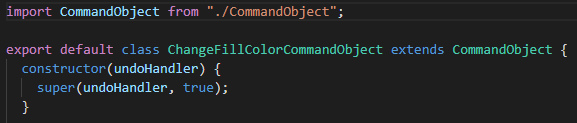 import CommandObject from "./CommandObject";
export default class ChangeFillColorCommandObject extends CommandObject {
constructor(undoHandler) {
super(undoHandler, true);
}